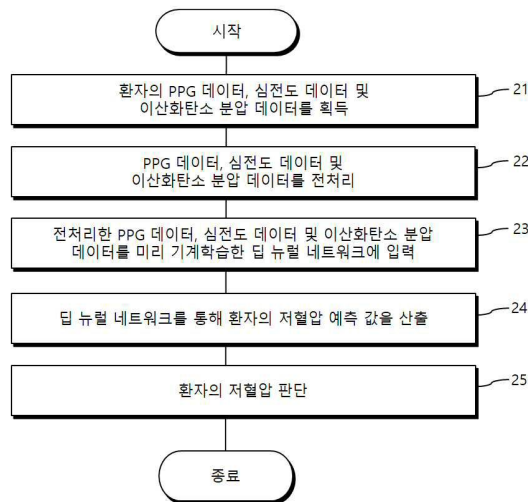 시작
환자의 PPG 데이터, 심전도 데이터 및
이산화탄소 분압 데이터를 획득
21
PPG 데이터, 심전도 데이터 및
이산화탄소 분압 데이터를 전처리
22
전처리한 PPG 데이터, 심전도 데이터 및 이산화탄소 분압
데이터를 미리 기계학습한 딥 뉴럴 네트워크에 입력
23
딥 뉴럴 네트워크를 통해 환자의 저혈압 예측 값을 산출
24
환자의 저혈압 판단
25
종료